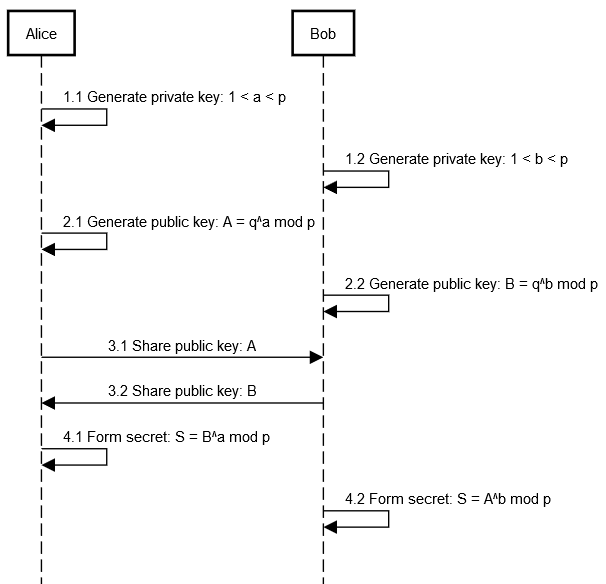 Alice
Bob
1.1 Generate private key: 1 < a < p
1.2 Generate private key: 1 < b < p
2.1 Generate public key: A = q^a mod p
2.2 Generate public key: B = q^b mod p
3.1 Share public key: A
3.2 Share public key: B
4.1 Form secret: S = B^a mod p
4.2 Form secret: S = A^b mod p